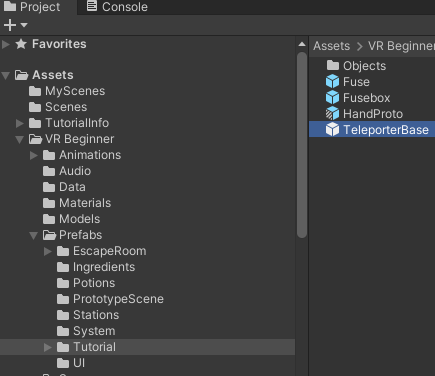 Project
Console
Favorites
Assets
MyScenes
Scenes
TutorialInfo
VR Beginner
Animations
Audio
Data
Materials
Models
Prefabs
EscapeRoom
Ingredients
Potions
PrototypeScene
Stations
System
Tutorial
UI
Assets > VR Beginner
Objects
Fuse
Fusebox
HandProto
TeleporterBase